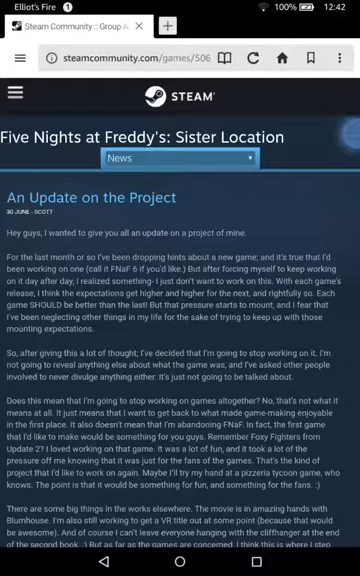 Elliot's Fire 1 100% 12:42
Steam Community :: Group A
steamcommunity.com/games/506
STEAM
Five Nights at Freddy's: Sister Location
News
An Update on the Project
30 JUNE - SCOTT
Hey guys, I wanted to give you all an update on a project of mine.
For the last month or so I've been dropping hints about a new game; and it's true that I'd
been working on one (call it FNaF 6 if you'd like.) But after forcing myself to keep working
on it day after day, I realized something- I just don't want to work on this. With each game's
release, I think the expectations get higher and higher for the next, and rightfully so. Each
game SHOULD be better than the last! But that pressure starts to mount, and I fear that
I've been neglecting other things in my life for the sake of trying to keep up with those
mounting expectations.
So, after giving this a lot of thought; I've decided that I'm going to stop working on it. I'm
not going to reveal anything else about what the game was, and I've asked other people
involved to never divulge anything either. It's just not going to be talked about.
Does this mean that I'm going to stop working on games altogether? No, that's not what it
means at all. It just means that I want to get back to what made game-making enjoyable
in the first place. It also doesn't mean that I'm abandoning FNaF. In fact, the first game
that I'd like to make would be something for you guys. Remember Foxy Fighters from
Update 2? I loved working on that game. It was a lot of fun, and it took a lot of the
pressure off me knowing that it was just for the fans of the games. That's the kind of
project that I'd like to work on again. Maybe I'll try my hand at a pizzeria tycoon game, who
knows. The point is that it would be something for fun, and something for the fans. :)
There are some big things in the works elsewhere. The movie is in amazing hands with
Blumhouse. I'm also still working to get a VR title out at some point (because that would
be awesome). And of course I can't leave everyone hanging with the cliffhanger at the
end of the second book. :) But as far as the games are concerned, I think this is where I step